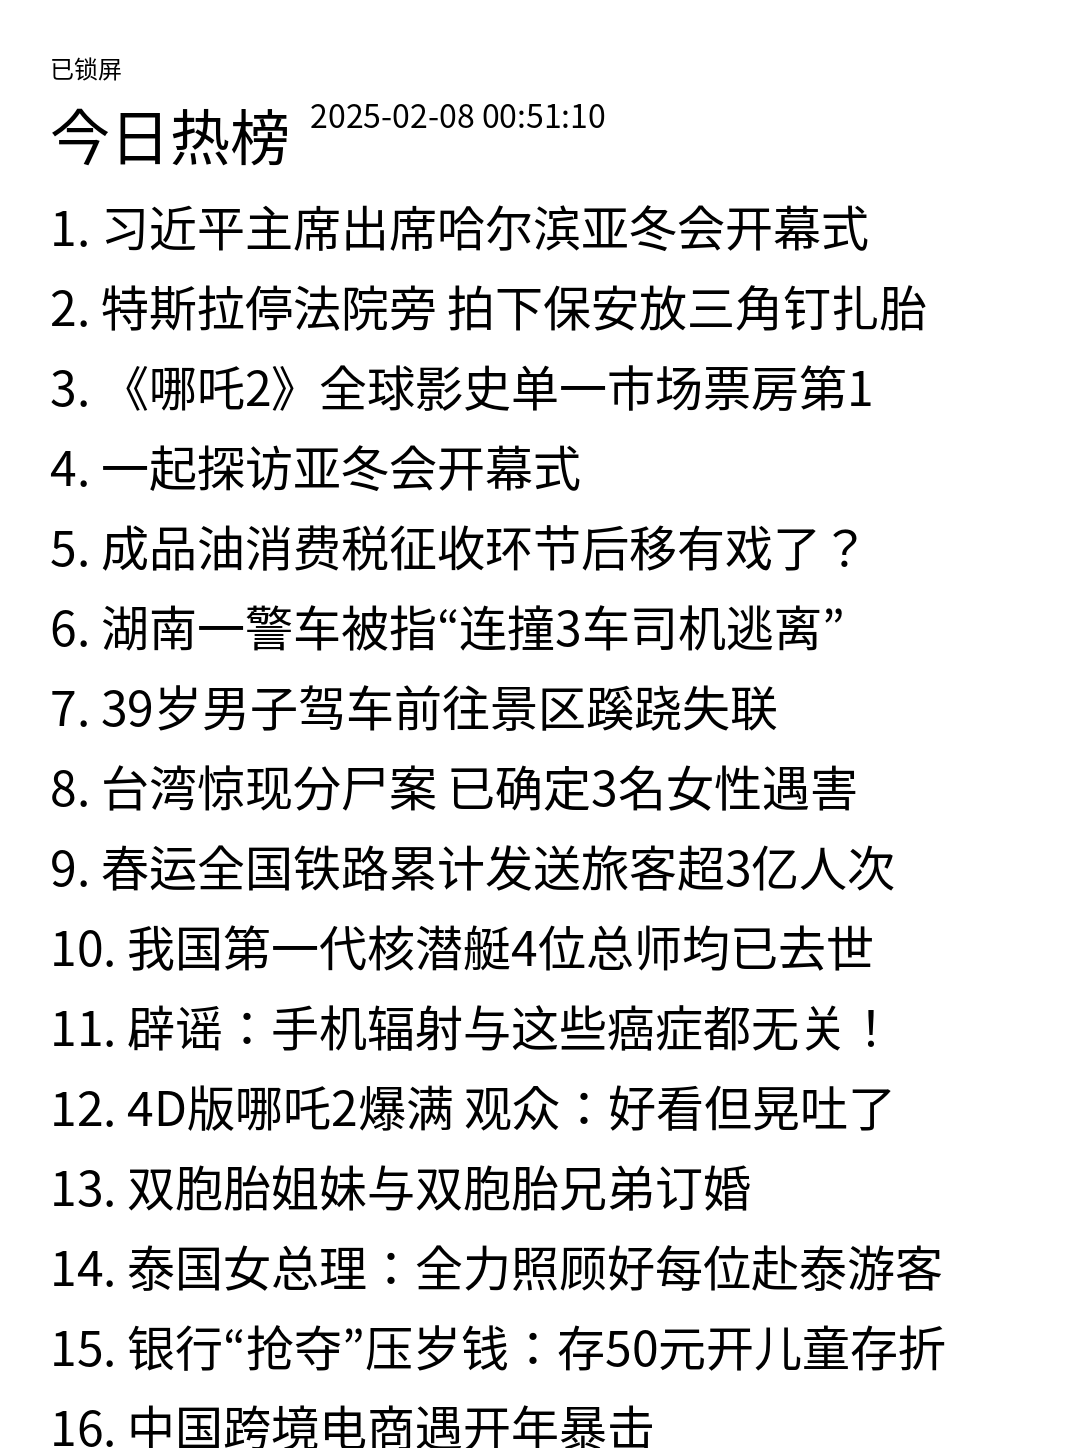 已锁屏
今日热榜 2025-02-08 00:51:10
1. 习近平主席出席哈尔滨亚冬会开幕式
2. 特斯拉停法院旁 拍下保安放三角钉扎胎
3. 《哪吒2》全球影史单一市场票房第1
4. 一起探访亚冬会开幕式
5. 成品油消费税征收环节后移有戏了？
6. 湖南一警车被指“连撞3车司机逃离”
7. 39岁男子驾车前往景区蹊跷失联
8. 台湾惊现分尸案 已确定3名女性遇害
9. 春运全国铁路累计发送旅客超3亿人次
10. 我国第一代核潜艇4位总师均已去世
11. 辟谣：手机辐射与这些癌症都无关！
12. 4D版哪吒2爆满 观众：好看但晃吐了
13. 双胞胎姐妹与双胞胎兄弟订婚
14. 泰国女总理：全力照顾好每位赴泰游客
15. 银行“抢夺”压岁钱：存50元开儿童存折
16. 中国跨境电商遇开年暴击